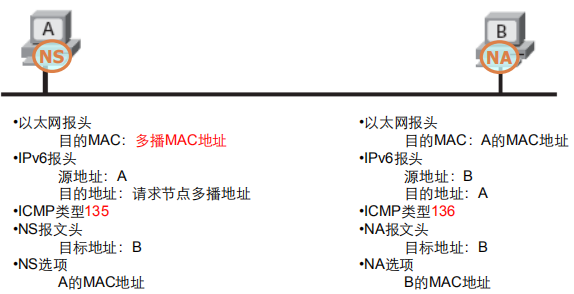 A
NS
B
NA
•以太网报头
目的MAC：多播MAC地址
•IPv6报头
源地址：A
目的地址：请求节点多播地址
•ICMP类型135
•NS报文头
目标地址：B
•NS选项
A的MAC地址
•以太网报头
目的MAC：A的MAC地址
•IPv6报头
源地址：B
目的地址：A
•ICMP类型136
•NA报文头
目标地址：B
•NA选项
B的MAC地址